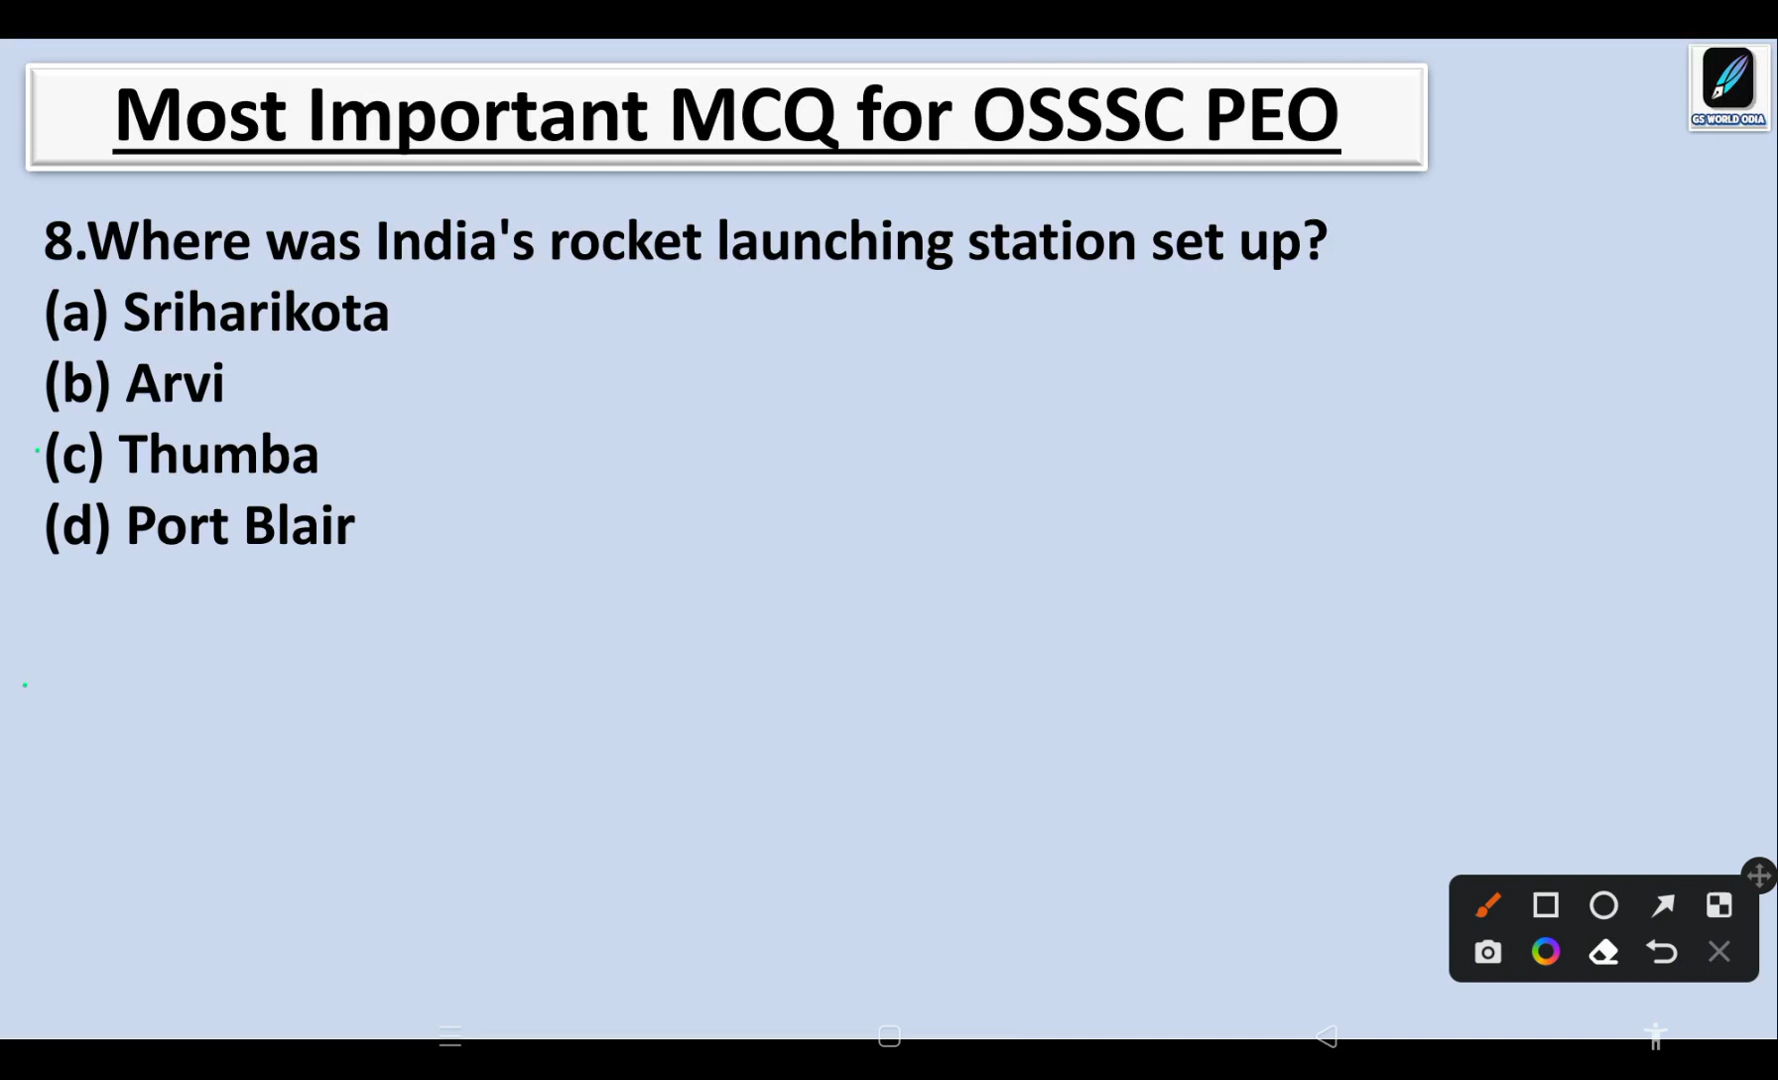 Most Important MCQ for OSSSC PEO
GS WORLD ODIA
8.Where was India's rocket launching station set up?
(a) Sriharikota
(b) Arvi
(c) Thumba
(d) Port Blair